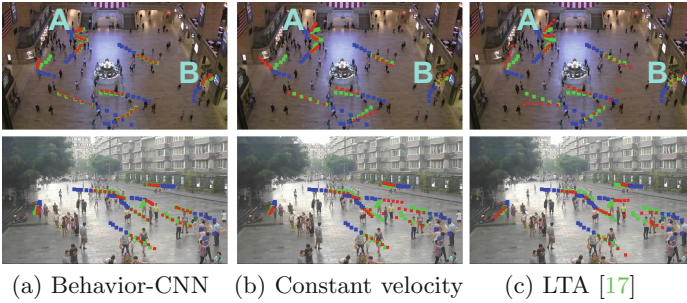 A A A
B B B
(a) Behavior-CNN (b) Constant velocity (c) LTA [17]